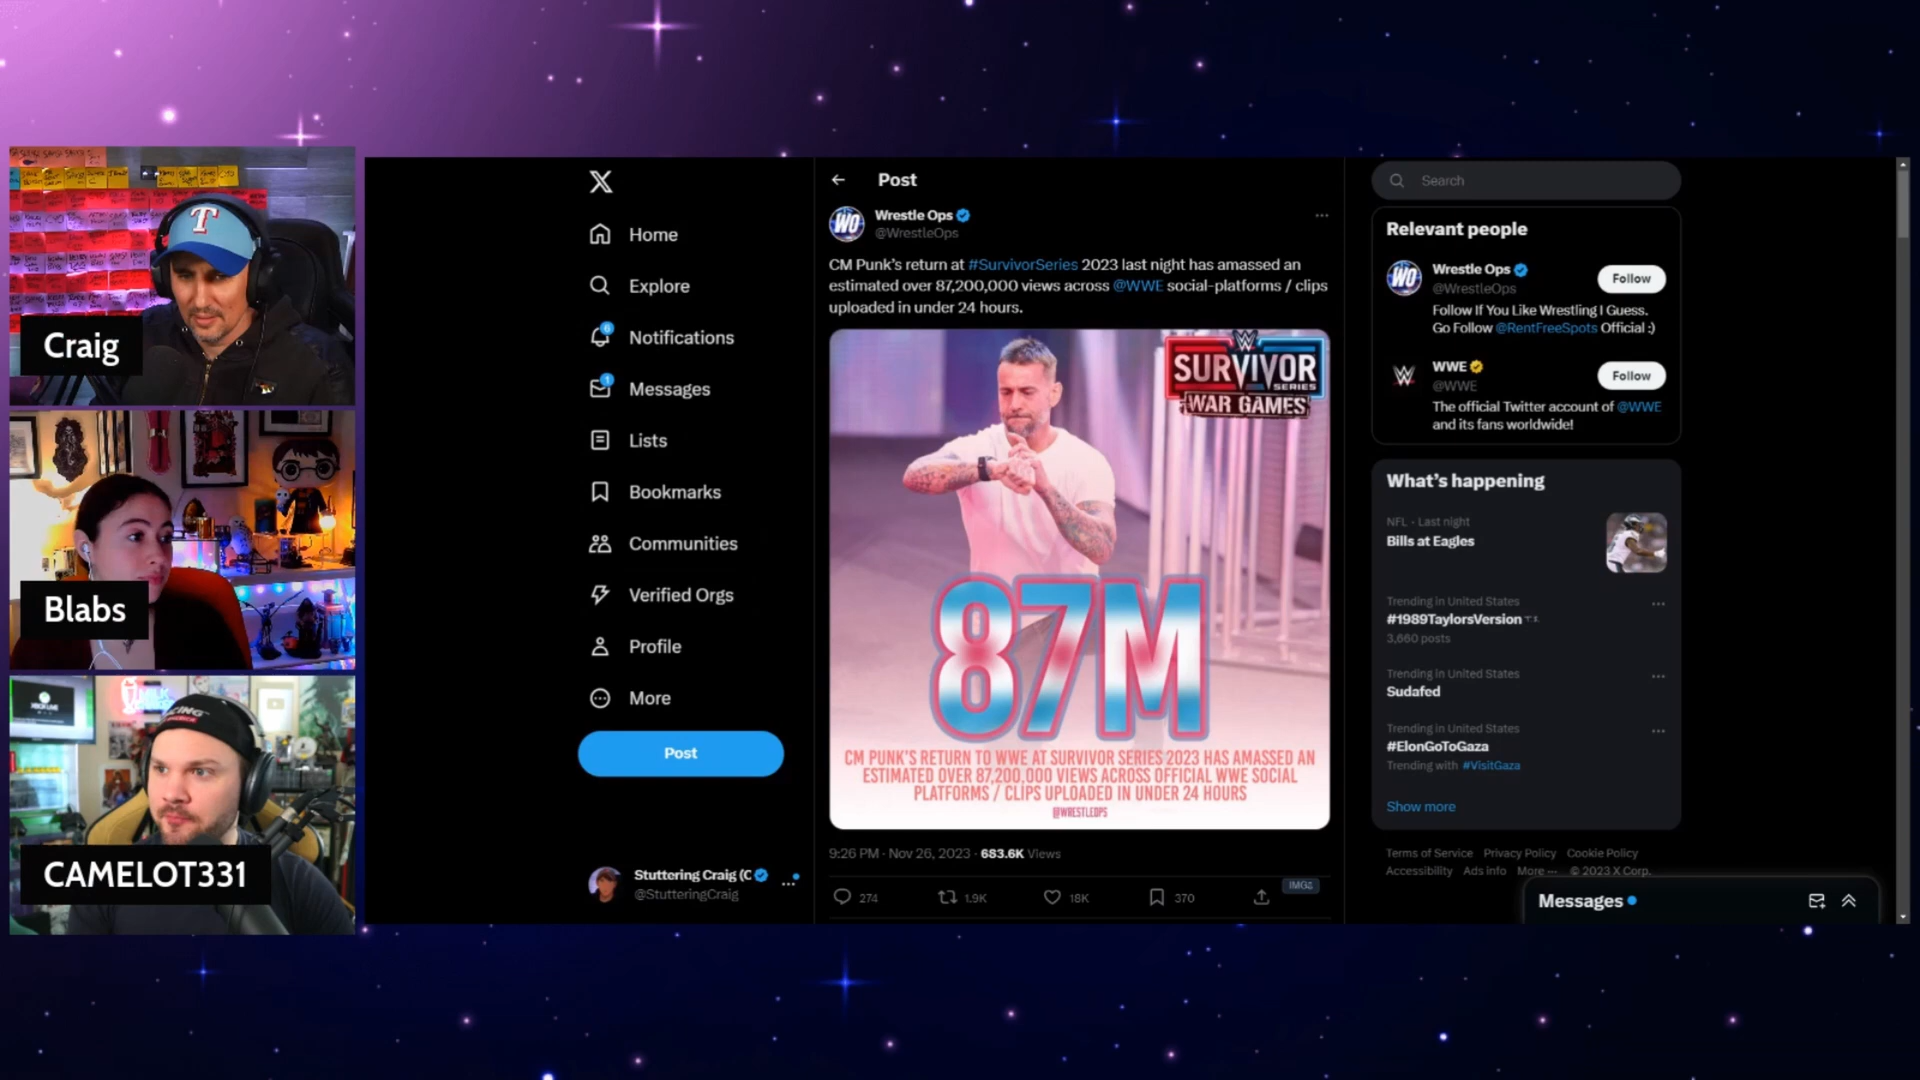 T
Craig
Blabs
CAMELOT331
Home
Explore
6
Notifications
1
Messages
Lists
Bookmarks
Communities
Verified Orgs
Profile
More
Post
Stuttering Craig (C
@StutteringCraig
Post
WO
Wrestle Ops
@WrestleOps
CM Punk's return at #SurvivorSeries 2023 last night has amassed an
estimated over 87,200,000 views across @WWE social-platforms / clips
uploaded in under 24 hours.
SURVIVOR
SERIES
WAR GAMES
87M
CM PUNK'S RETURN TO WWE AT SURVIVOR SERIES 2023 HAS AMASSED AN
ESTIMATED OVER 87,200,000 VIEWS ACROSS OFFICIAL WWE SOCIAL
PLATFORMS / CLIPS UPLOADED IN UNDER 24 HOURS
@WRESTLEOPS
9:26 PM · Nov 26, 2023 · 683.6K Views
274
1.9K
18K
370
IMGS
Search
Relevant people
WO
Wrestle Ops
@WrestleOps
Follow
Follow If You Like Wrestling I Guess.
Go Follow @RentFreeSpots Official :)
WWE
@WWE
Follow
The official Twitter account of @WWE
and its fans worldwide!
What's happening
NFL · Last night
Bills at Eagles
Trending in United States
#1989TaylorsVersion
3,660 posts
Trending in United States
Sudafed
Trending in United States
#ElonGoToGaza
Trending with #VisitGaza
Show more
Terms of Service Privacy Policy Cookie Policy
Accessibility Ads info More ··· © 2023 X Corp.
Messages